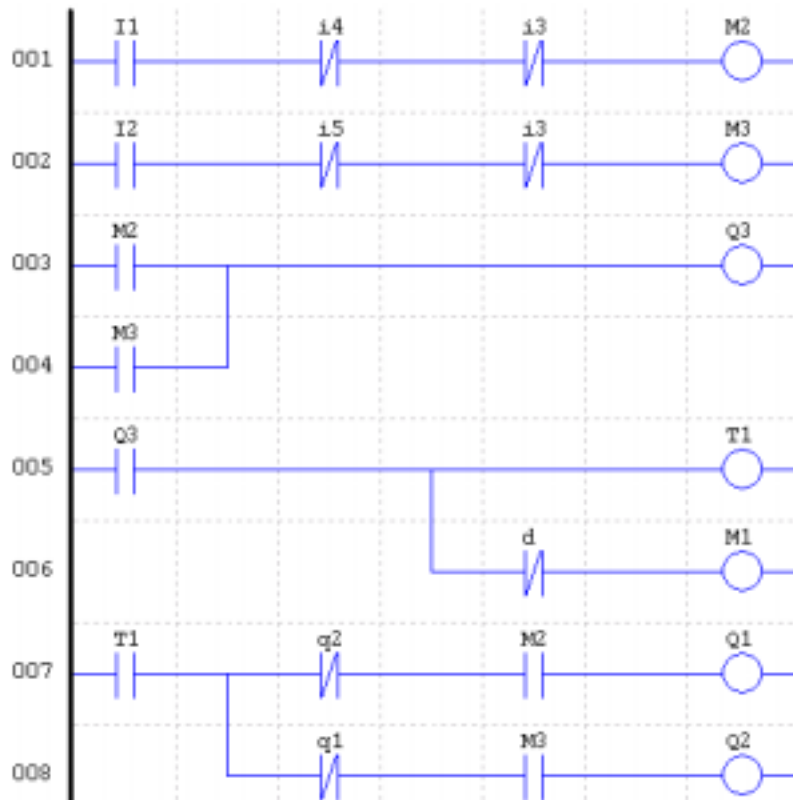 I1 i4 i3 M2
001
I2 i5 i3 M3
002
M2 Q3
003
M3
004
Q3 T1
005
d M1
006
T1 q2 M2 Q1
007
q1 M3 Q2
008